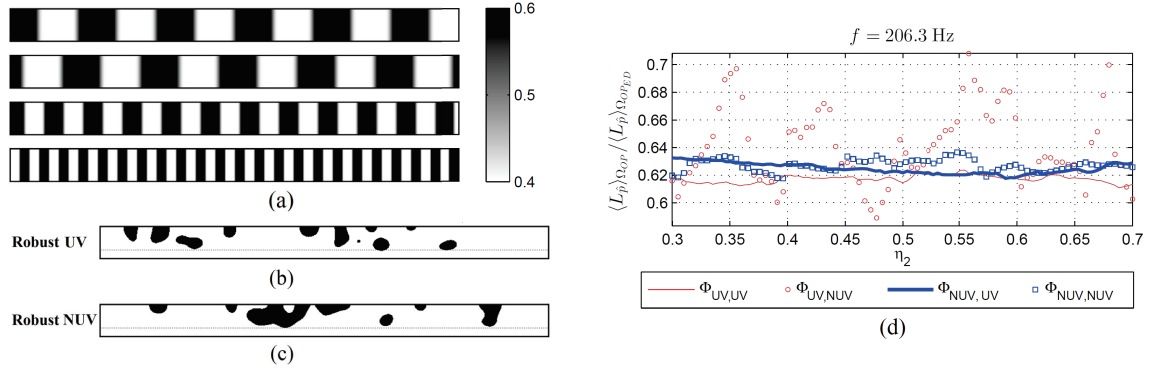 0.6
0.5
0.4
(a)
Robust UV
(b)
Robust NUV
(c)
f = 206.3 Hz
⟨L_p̂⟩Ω_OP / ⟨L_p̂⟩Ω_OP_ED
0.7
0.68
0.66
0.64
0.62
0.6
0.3 0.35 0.4 0.45 0.5 0.55 0.6 0.65 0.7
η₂
Φ_UV,UV Φ_UV,NUV Φ_NUV, UV Φ_NUV,NUV
(d)